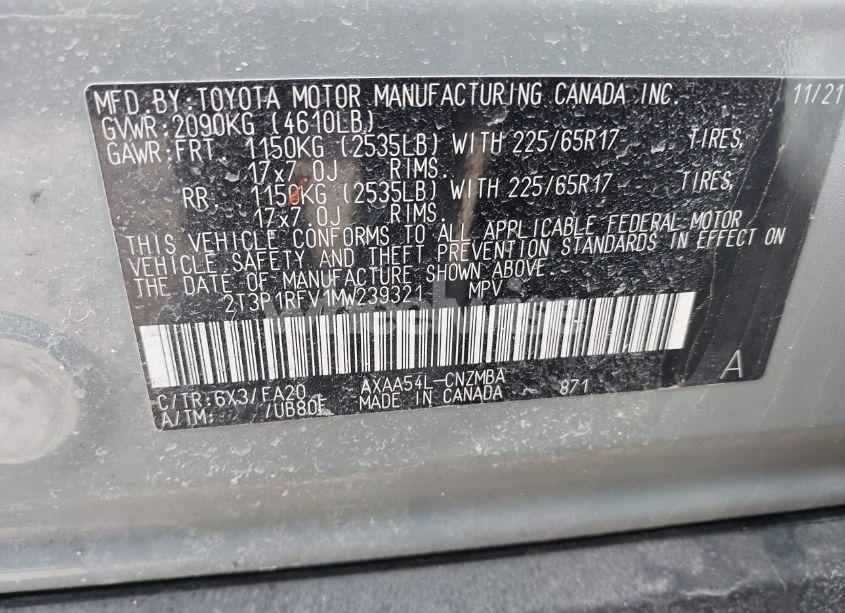 MFD.BY:TOYOTA MOTOR MANUFACTURING CANADA INC. 11/21
GVWR:2090KG (4610LB)
GAWR:FRT 1150KG (2535LB) WITH 225/65R17 TIRES,
17x7.0J RIMS.
RR. 1150KG (2535LB) WITH 225/65R17 TIRES,
17x7.0J RIMS.
THIS VEHICLE CONFORMS TO ALL APPLICABLE FEDERAL MOTOR
VEHICLE SAFETY AND THEFT PREVENTION STANDARDS IN EFFECT ON
THE DATE OF MANUFACTURE SHOWN ABOVE
2T3P1RFV1MW239321 MPV
C/TR:6X3/EA20 AXAA54L-CNZMBA A
A/TM: /UB80F MADE IN CANADA 871